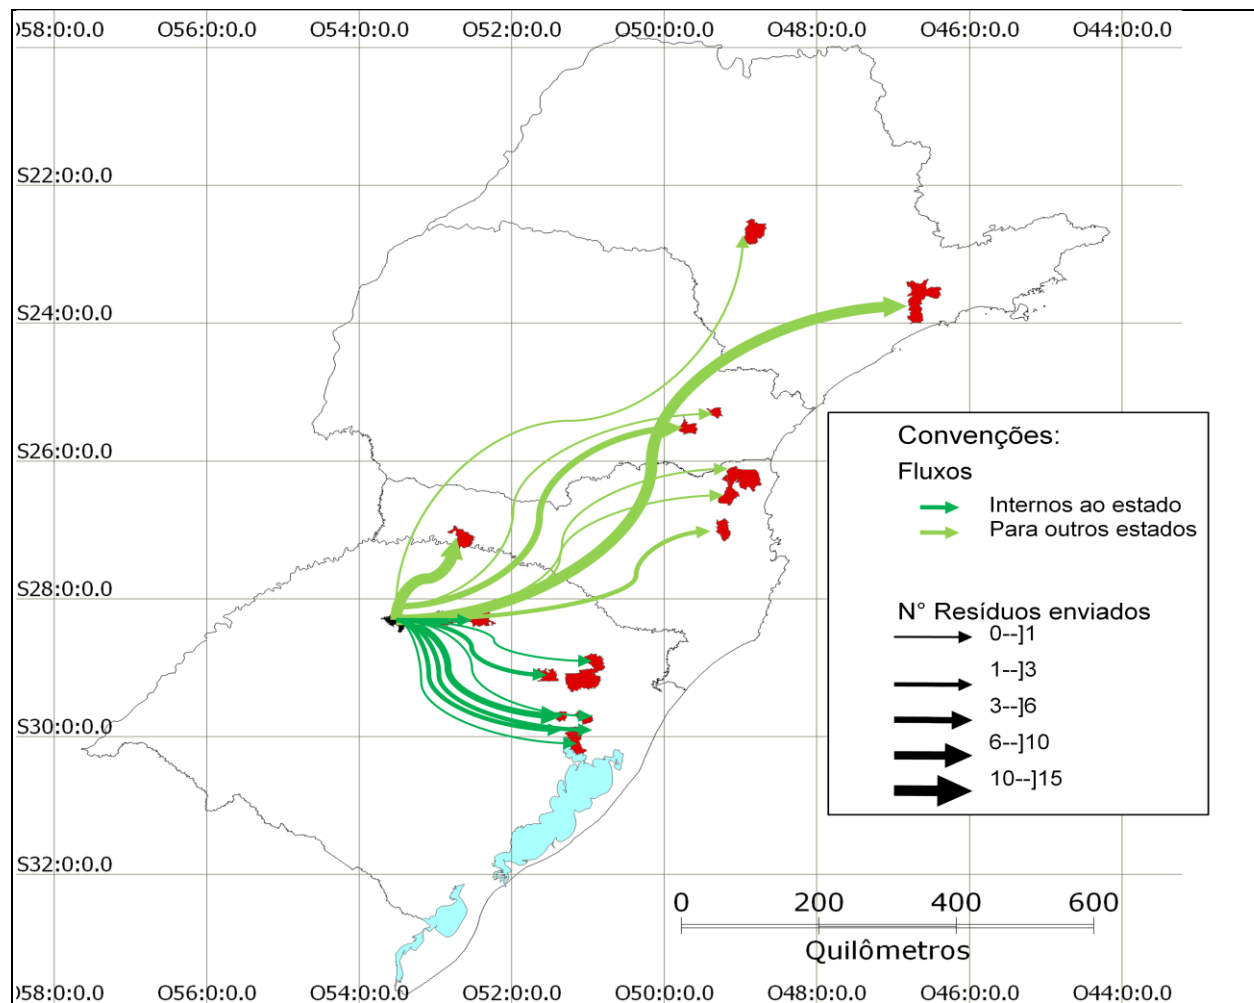 O58:0:0.0 O56:0:0.0 O54:0:0.0 O52:0:0.0 O50:0:0.0 O48:0:0.0 O46:0:0.0 O44:0:0.0
S22:0:0.0
S24:0:0.0
S26:0:0.0
S28:0:0.0
S30:0:0.0
S32:0:0.0
Convenções:
Fluxos
Internos ao estado
Para outros estados
N° Resíduos enviados
0--]1
1--]3
3--]6
6--]10
10--]15
0 200 400 600
Quilômetros
O58:0:0.0 O56:0:0.0 O54:0:0.0 O52:0:0.0 O50:0:0.0 O48:0:0.0 O46:0:0.0 O44:0:0.0